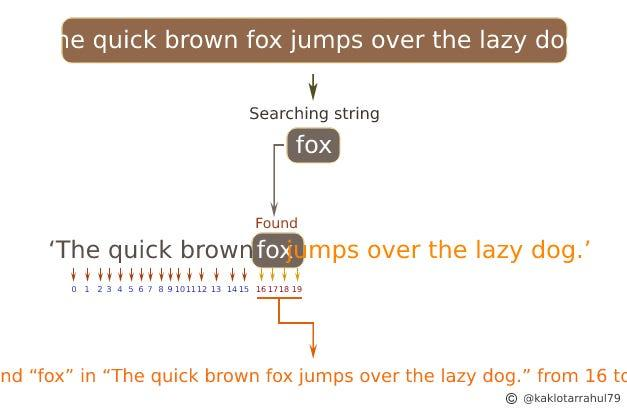 he quick brown fox jumps over the lazy do
Searching string
fox
Found
‘The quick brown fox jumps over the lazy dog.’
0 1 2 3 4 5 6 7 8 9 10 11 12 13 14 15 16 17 18 19
nd “fox” in “The quick brown fox jumps over the lazy dog.” from 16 to
© @kaklotarrahul79